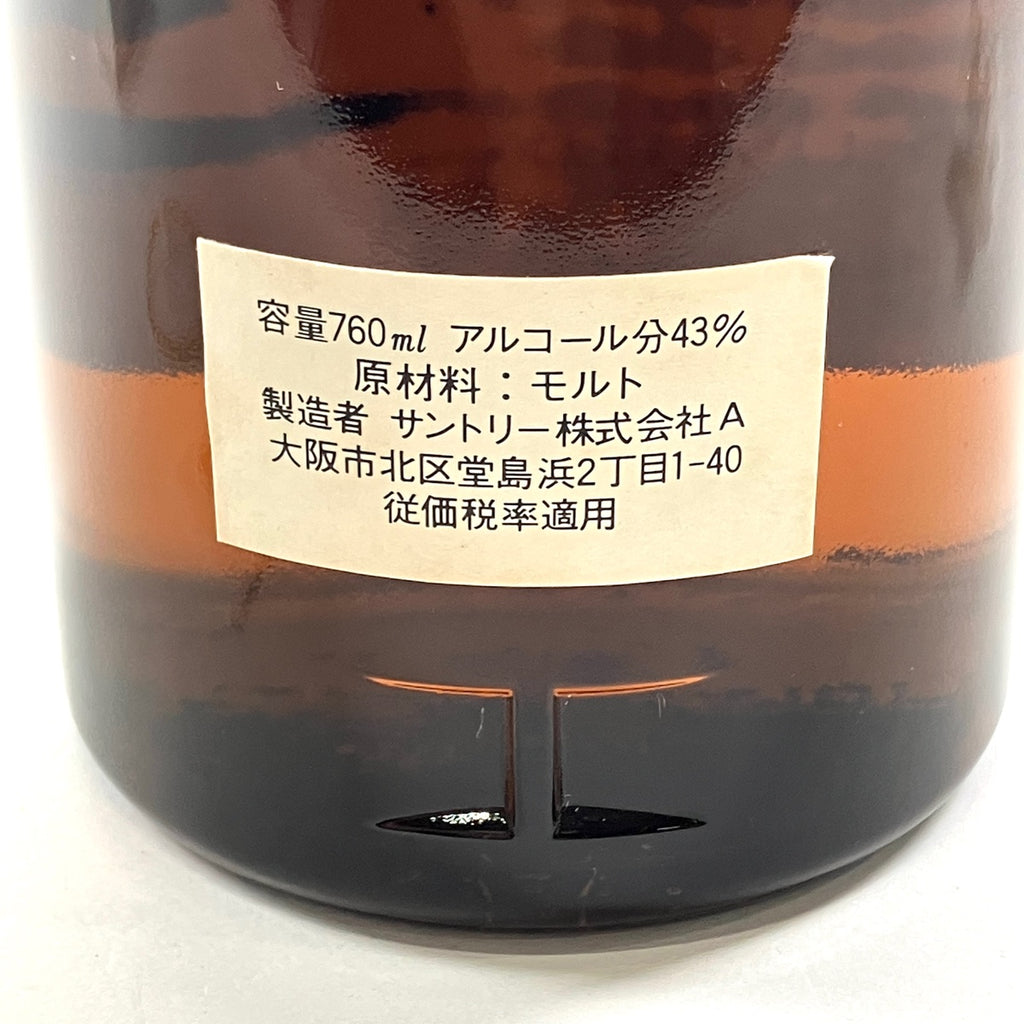 容量760ml アルコール分43%
原材料：モルト
製造者 サントリー株式会社A
大阪市北区堂島浜2丁目1-40
従価税率適用